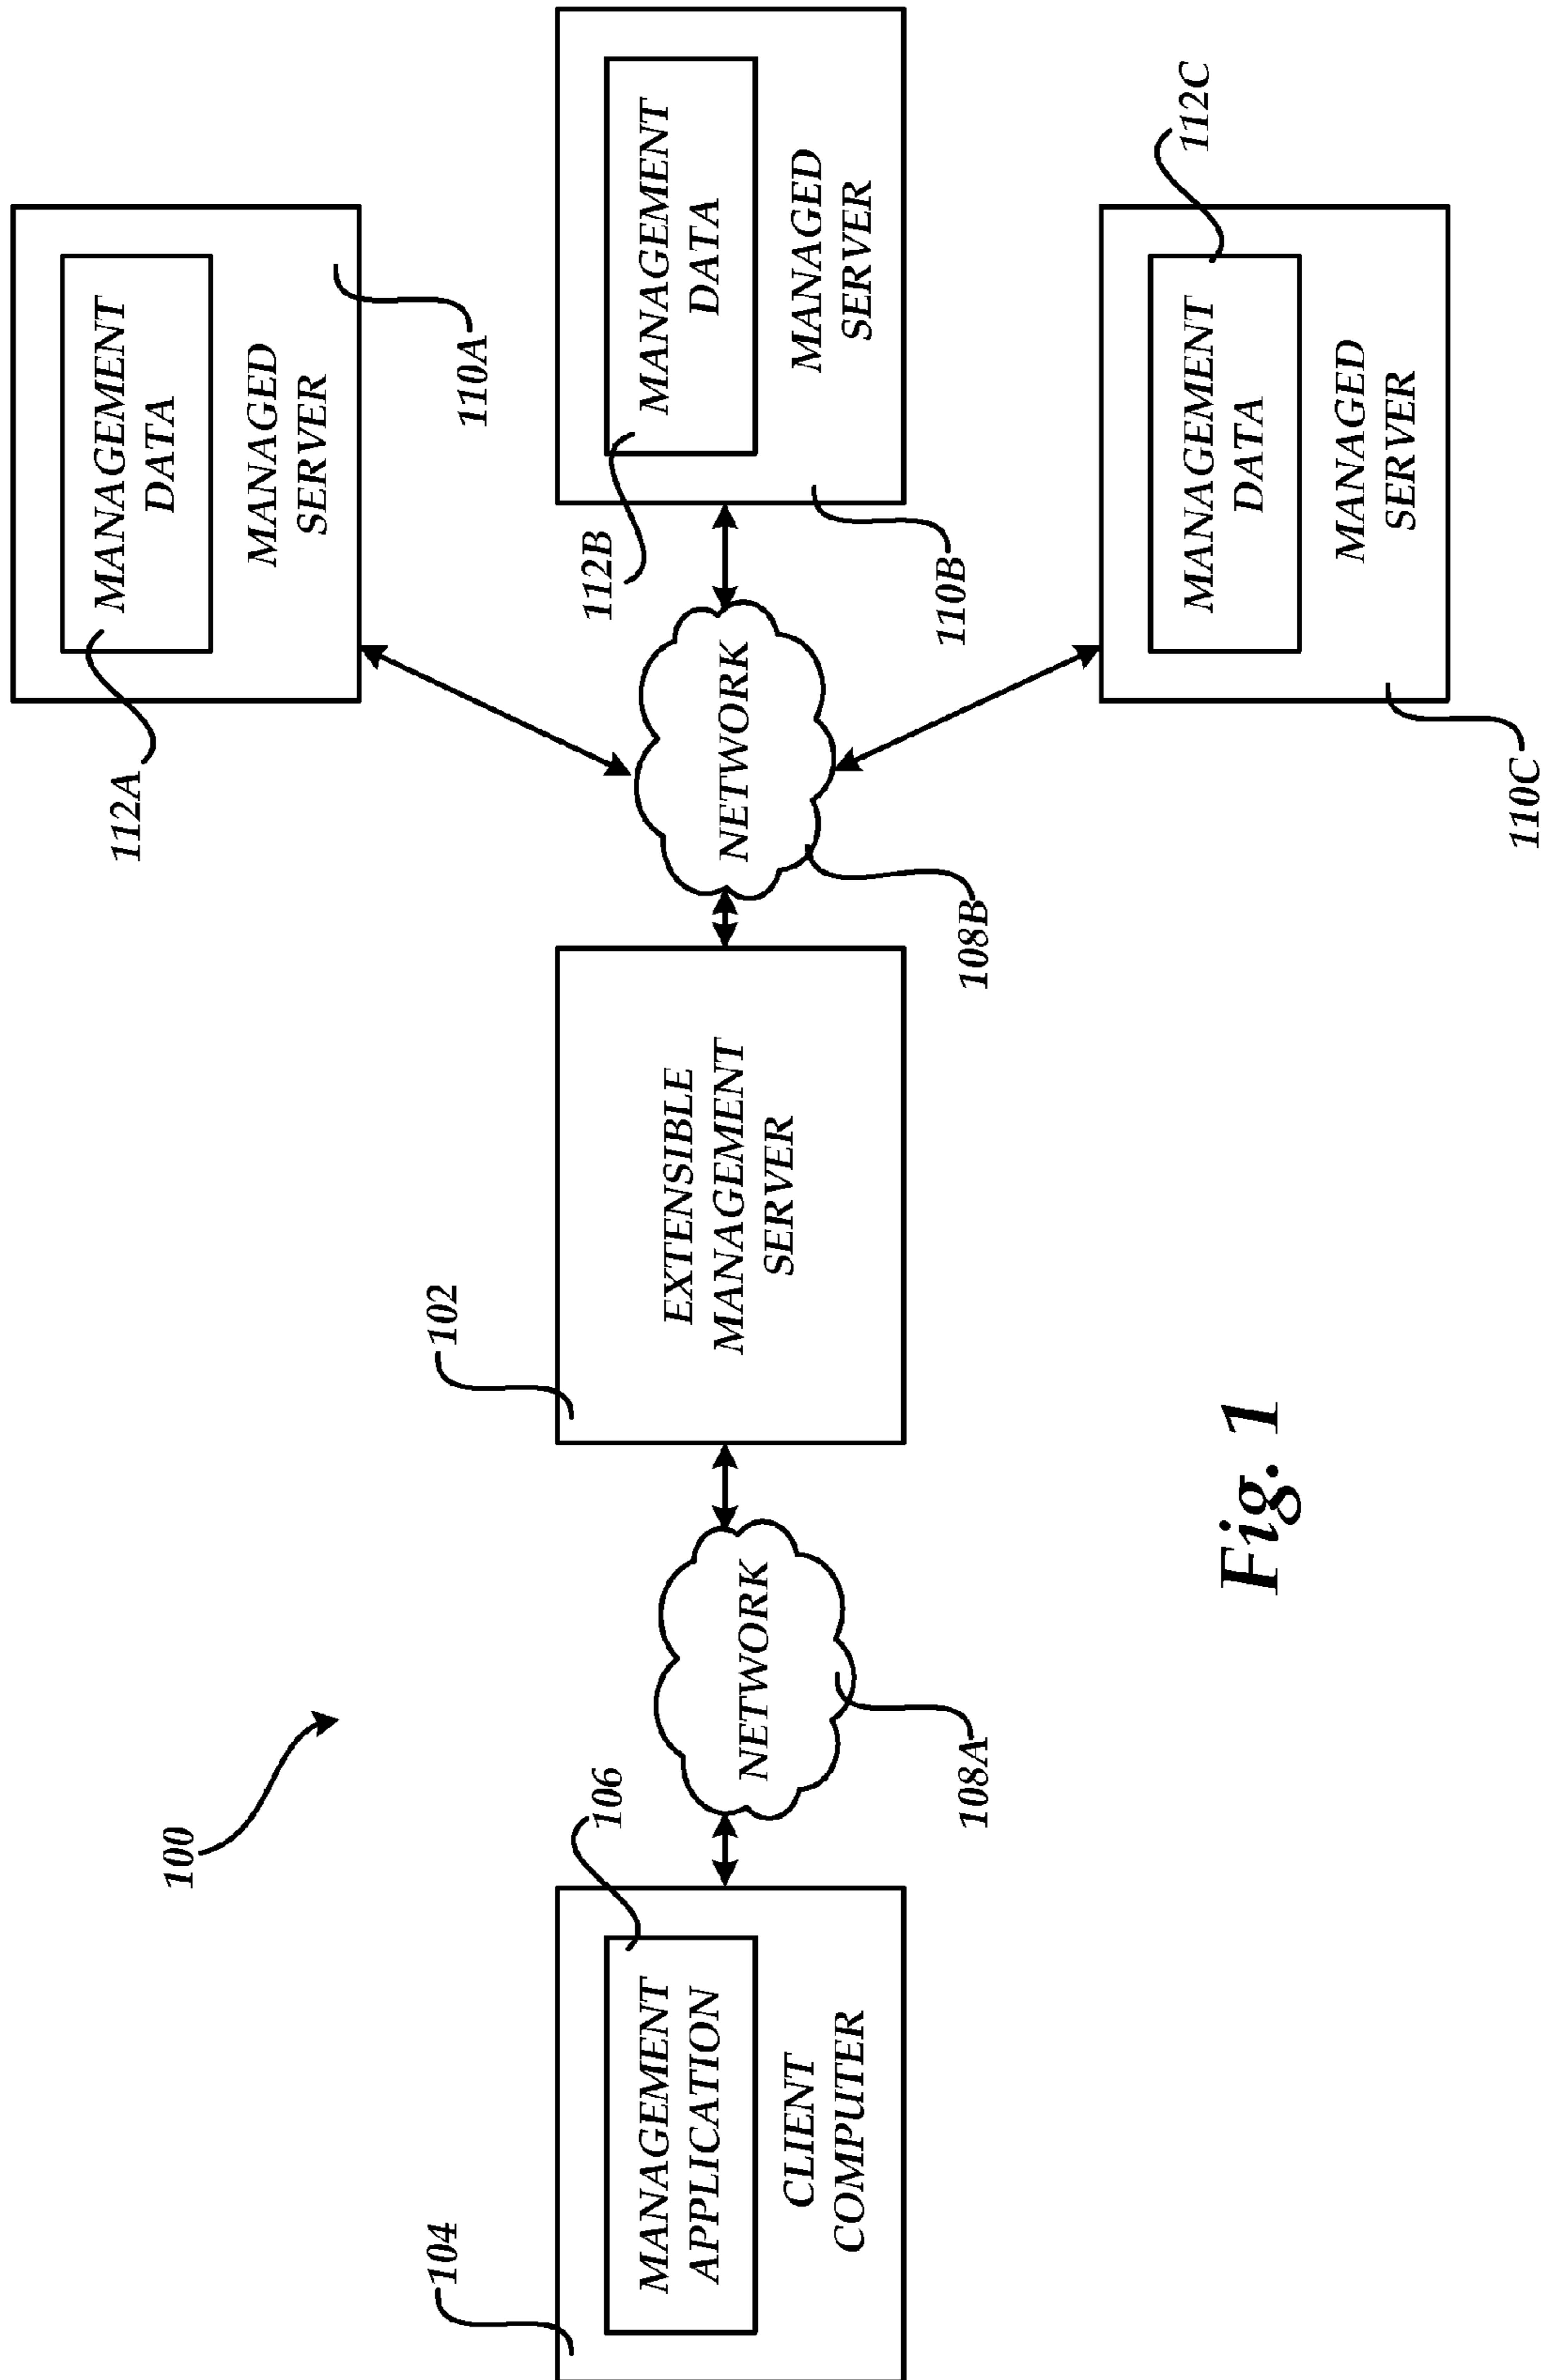 100
104
MANAGEMENT
APPLICATION
106
CLIENT
COMPUTER
NETWORK
108A
102
EXTENSIBLE
MANAGEMENT
SERVER
NETWORK
108B
112A
MANAGEMENT
DATA
MANAGED
SERVER
110A
112B
MANAGEMENT
DATA
MANAGED
SERVER
110B
MANAGEMENT
DATA
112C
MANAGED
SERVER
110C
Fig. 1